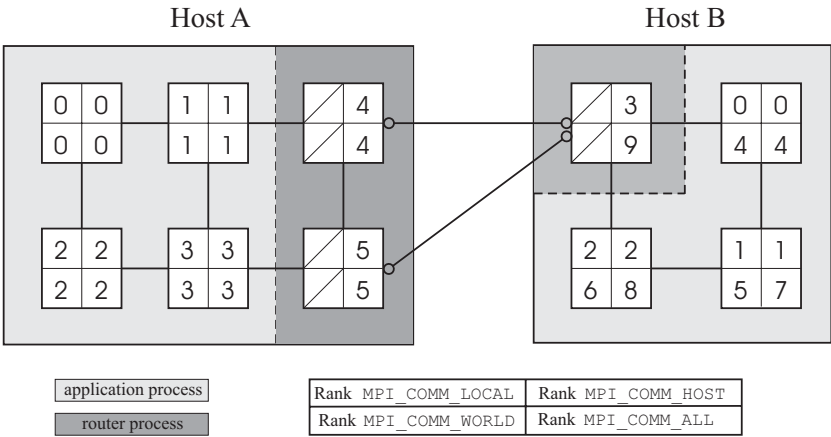 Host A Host B
0 0 1 1 4 3 0 0
0 0 1 1 4 9 4 4
2 2 3 3 5 2 2 1 1
2 2 3 3 5 6 8 5 7
application process Rank MPI_COMM_LOCAL Rank MPI_COMM_HOST
router process Rank MPI_COMM_WORLD Rank MPI_COMM_ALL